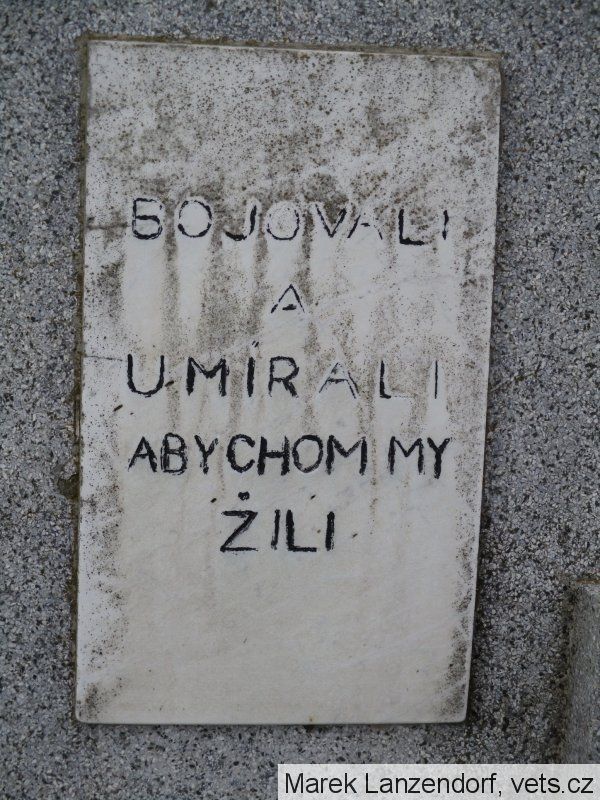 BOJOVALI
A
UMÍRALI
ABYCHOM MY
ŽILI
Marek Lanzendorf, vets.cz